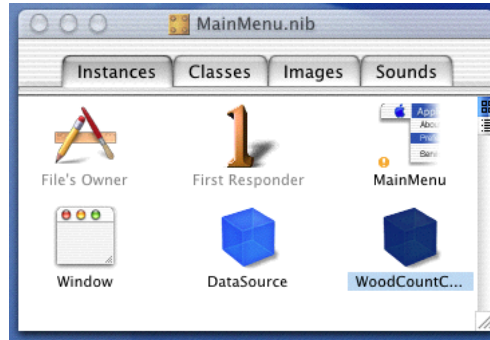 MainMenu.nib
Instances Classes Images Sounds
File's Owner First Responder MainMenu
Window DataSource WoodCountC...